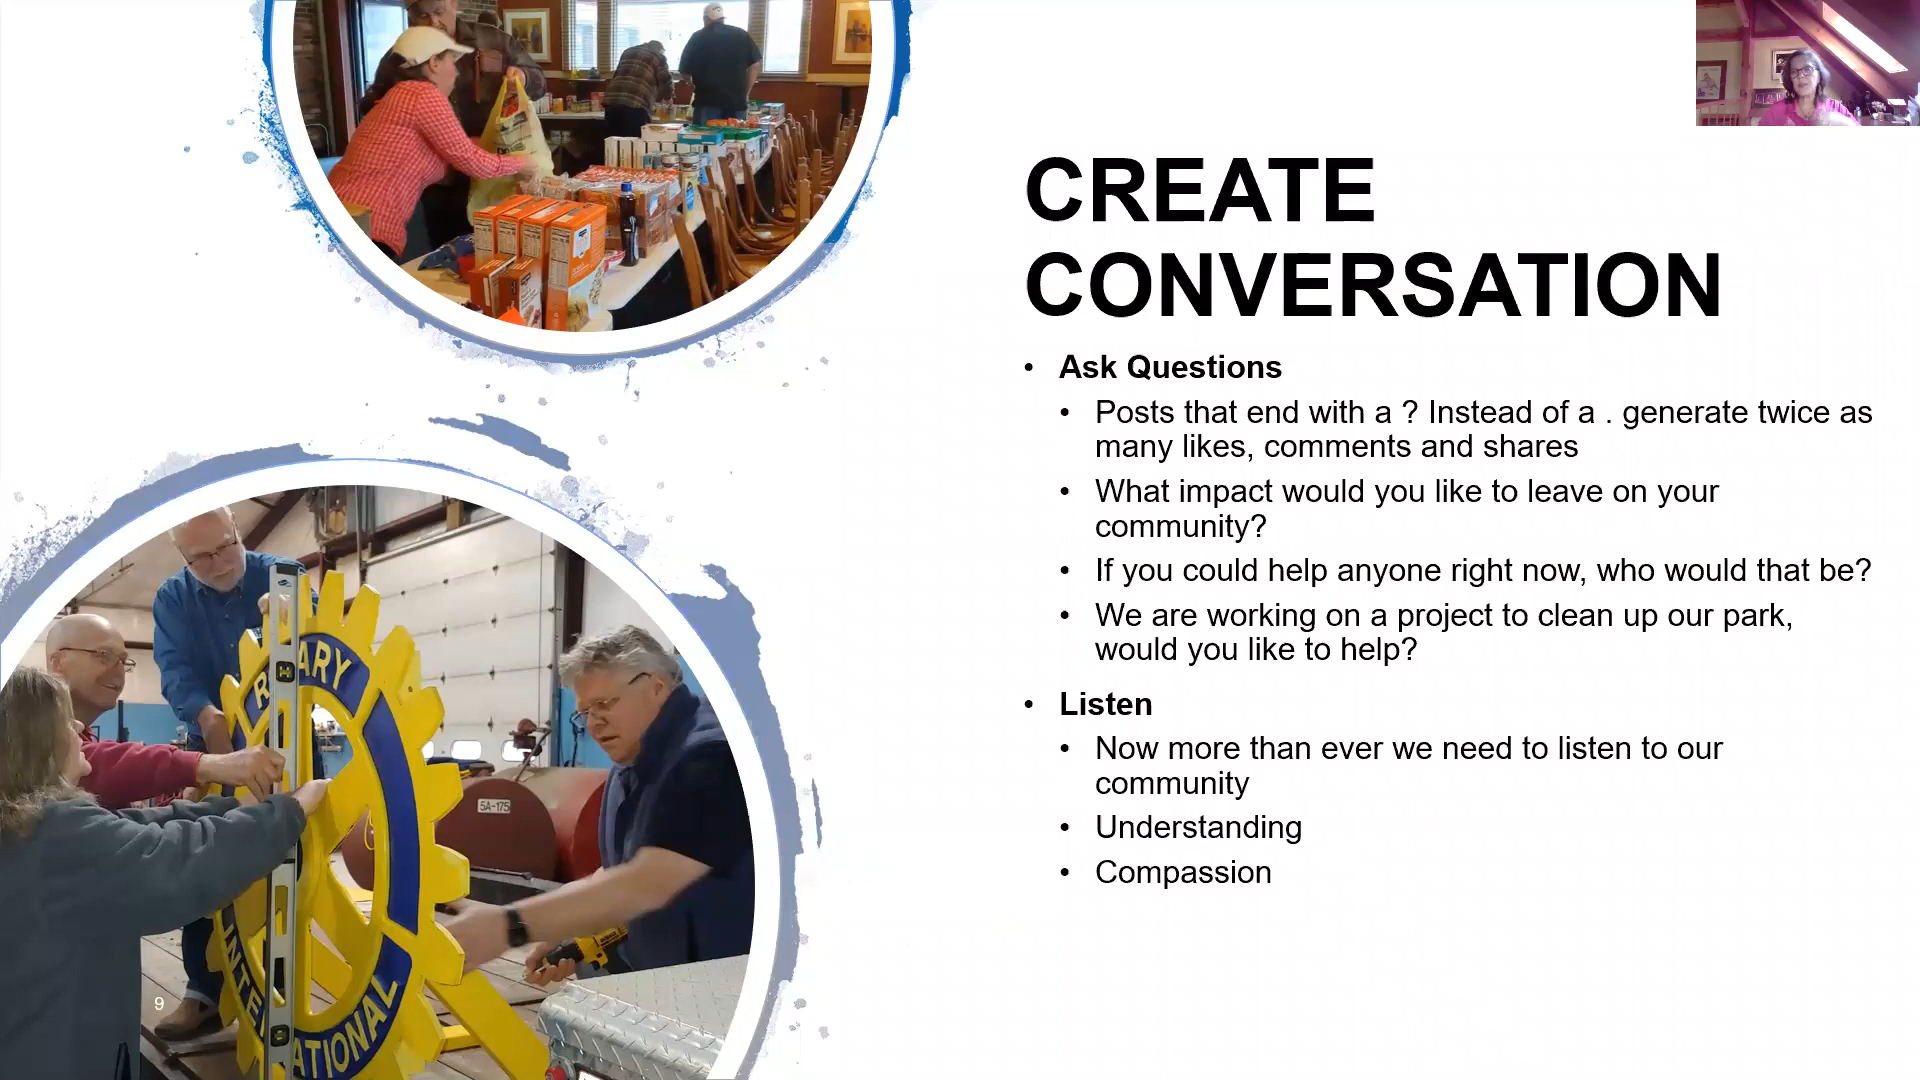 CREATE
CONVERSATION
• Ask Questions
• Posts that end with a ? Instead of a . generate twice as
many likes, comments and shares
• What impact would you like to leave on your
community?
• If you could help anyone right now, who would that be?
• We are working on a project to clean up our park,
would you like to help?
• Listen
• Now more than ever we need to listen to our
community
• Understanding
• Compassion
5A-175
9